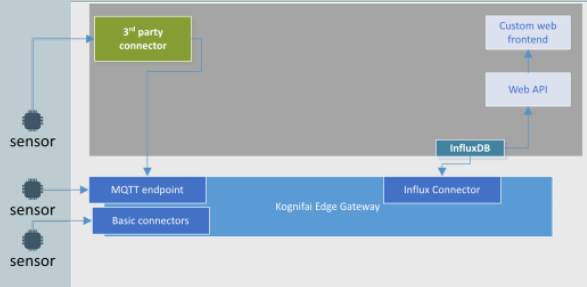 3rd party
connector
Custom web
frontend
Web API
sensor
InfluxDB
MQTT endpoint
Influx Connector
sensor
Kognifai Edge Gateway
Basic connectors
sensor